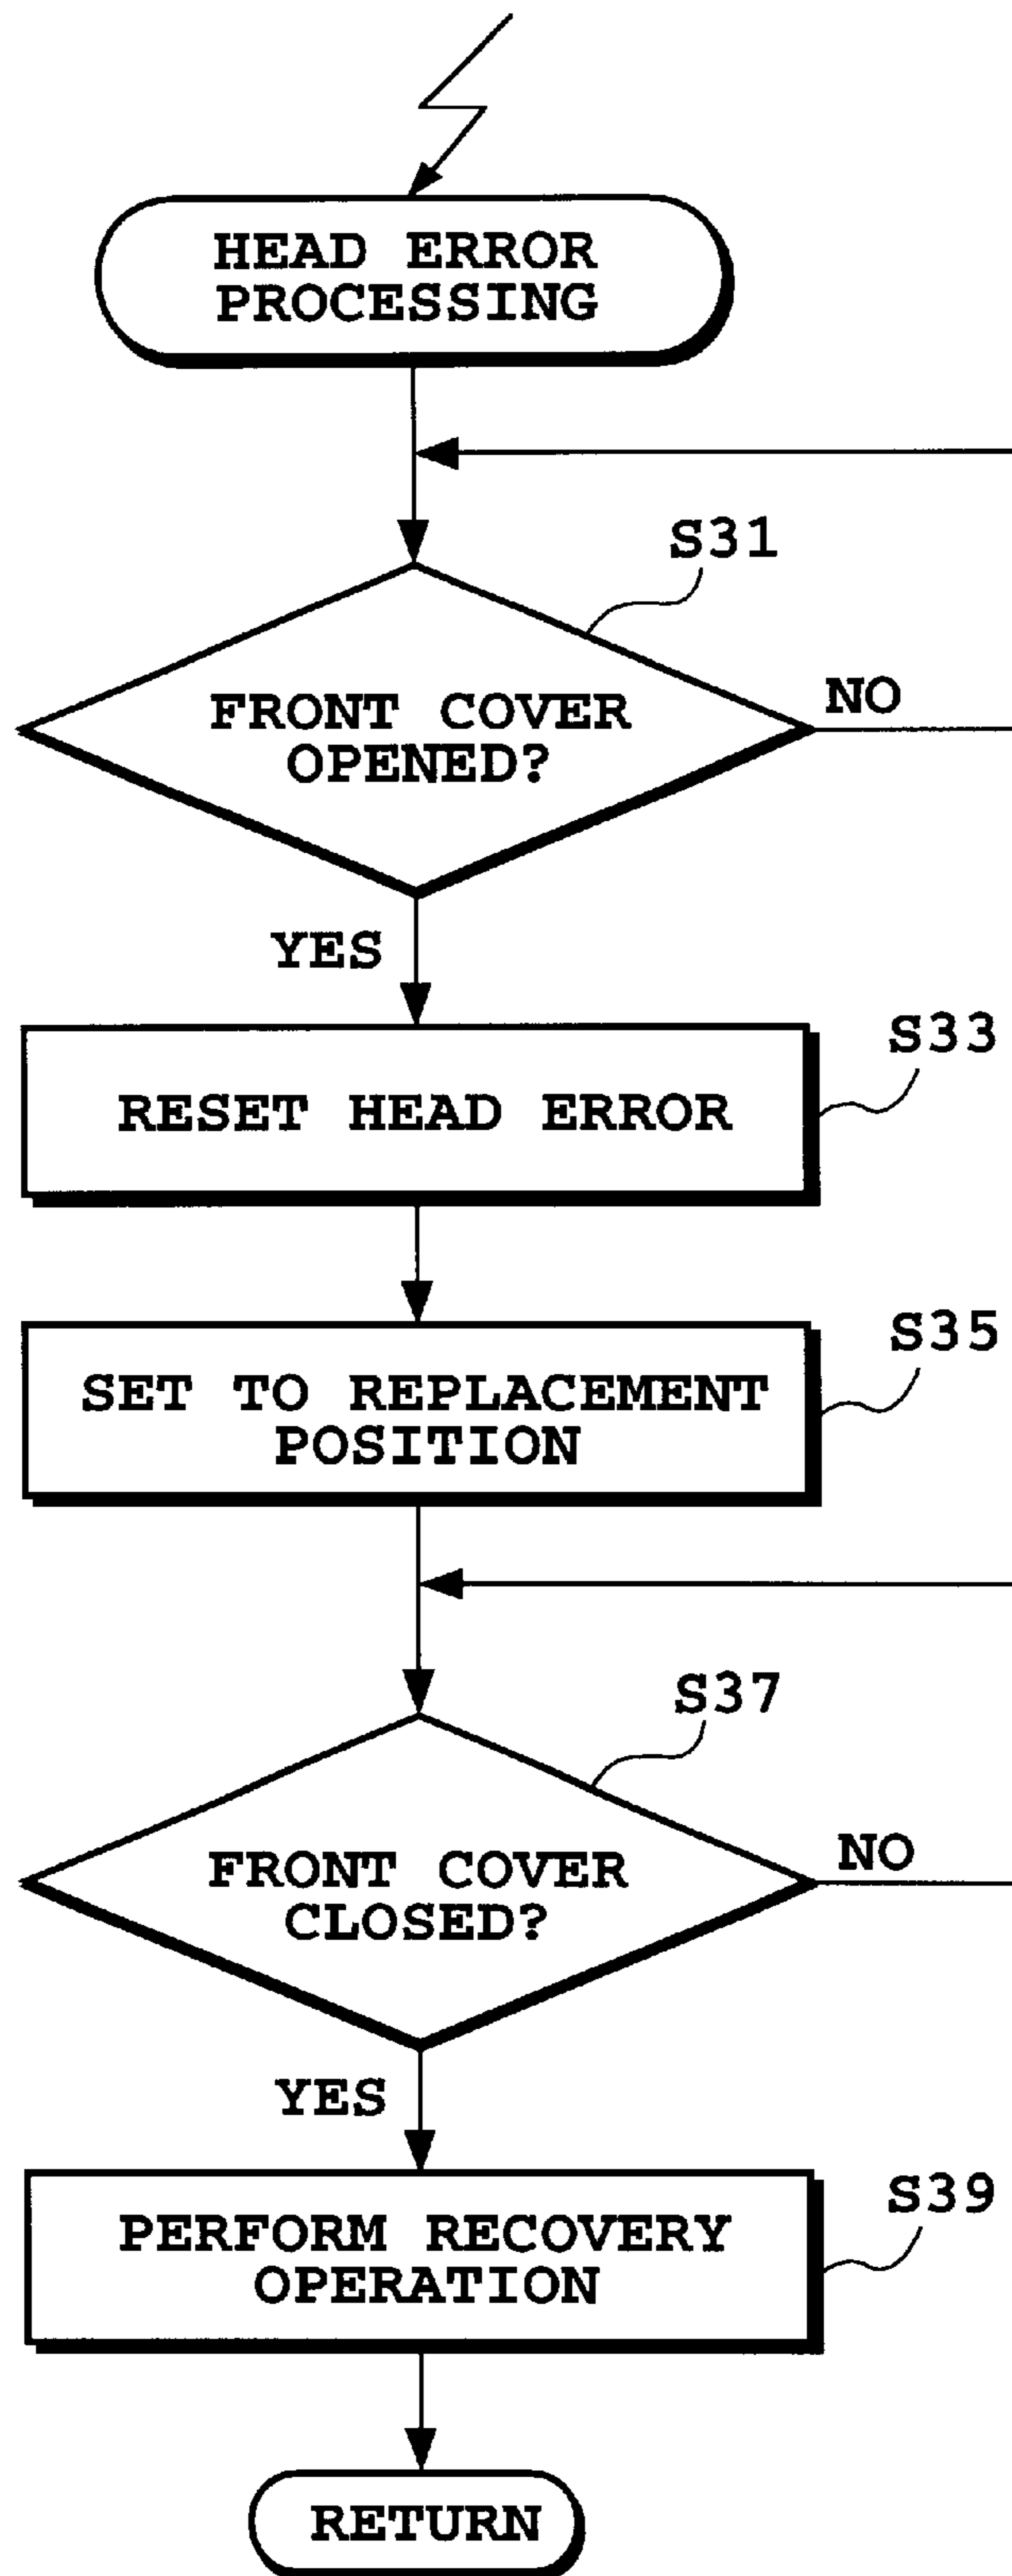 HEAD ERROR
PROCESSING
S31
FRONT COVER
OPENED?
NO
YES
S33
RESET HEAD ERROR
S35
SET TO REPLACEMENT
POSITION
S37
FRONT COVER
CLOSED?
NO
YES
S39
PERFORM RECOVERY
OPERATION
RETURN